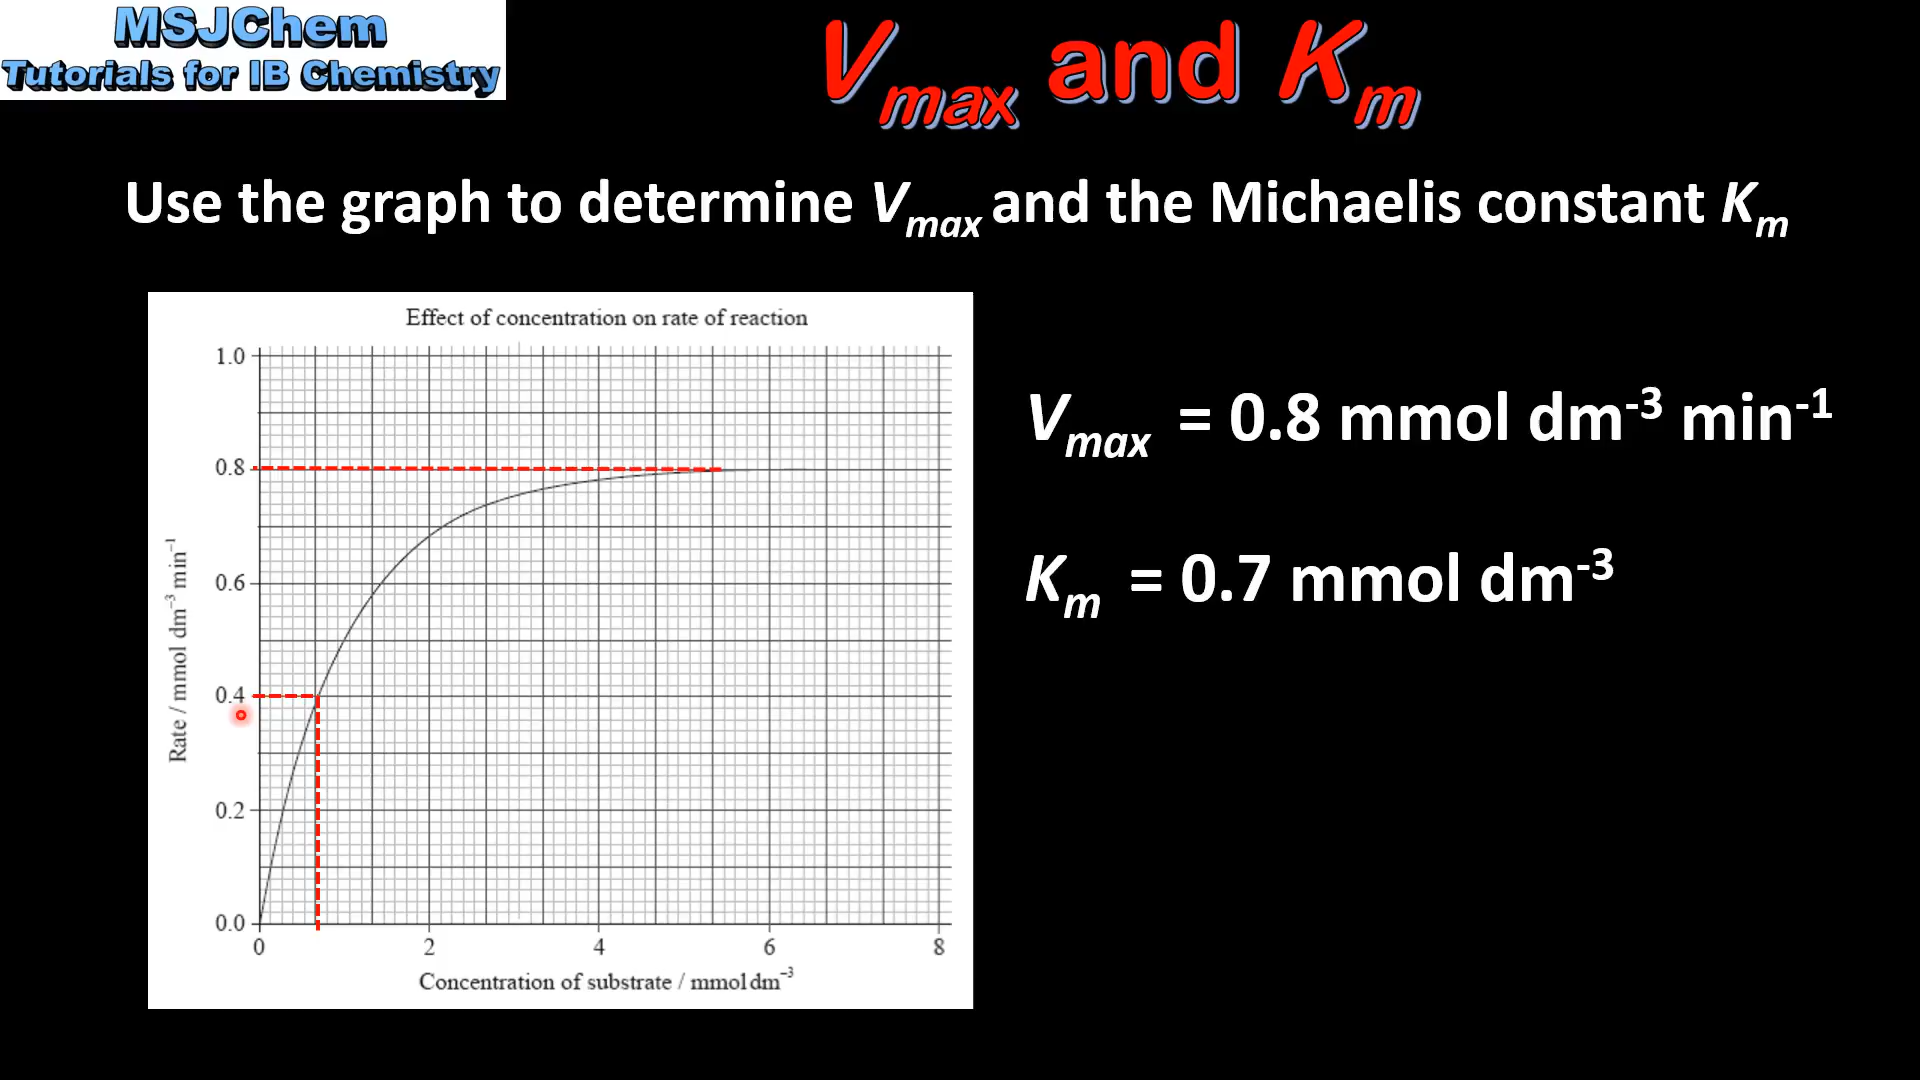 MSJChem
Tutorials for IB Chemistry
Vmax and Km
Use the graph to determine Vmax and the Michaelis constant Km
Effect of concentration on rate of reaction
1.0
0.8
0.6
0.4
0.2
0.0
Rate / mmol dm⁻³ min⁻¹
0 2 4 6 8
Concentration of substrate / mmol dm⁻³
Vmax = 0.8 mmol dm⁻³ min⁻¹
Km = 0.7 mmol dm⁻³